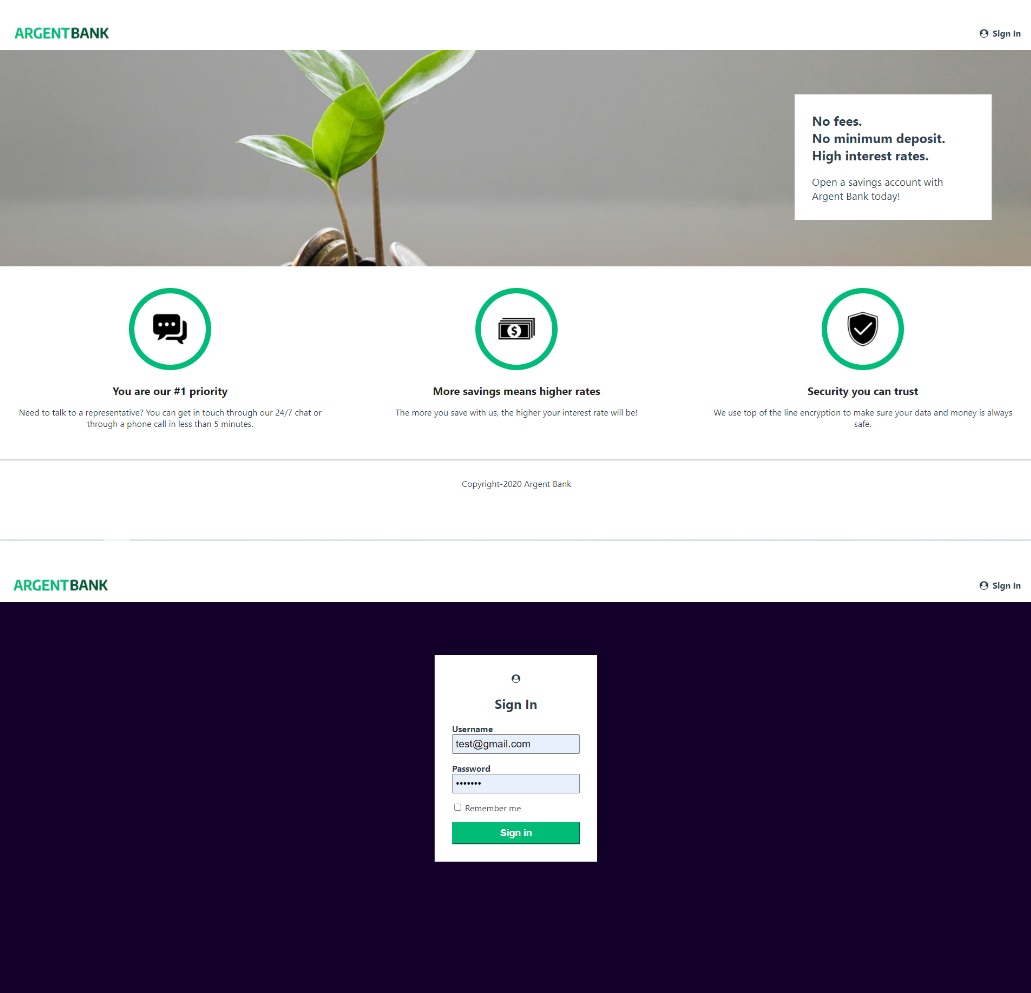 ARGENTBANK
Sign In
No fees.
No minimum deposit.
High interest rates.
Open a savings account with
Argent Bank today!
You are our #1 priority
Need to talk to a representative? You can get in touch through our 24/7 chat or
through a phone call in less than 5 minutes.
More savings means higher rates
The more you save with us, the higher your interest rate will be!
Security you can trust
We use top of the line encryption to make sure your data and money is always
safe.
Copyright-2020 Argent Bank
ARGENTBANK
Sign In
Sign In
Username
test@gmail.com
Password
•••••••
Remember me
Sign in